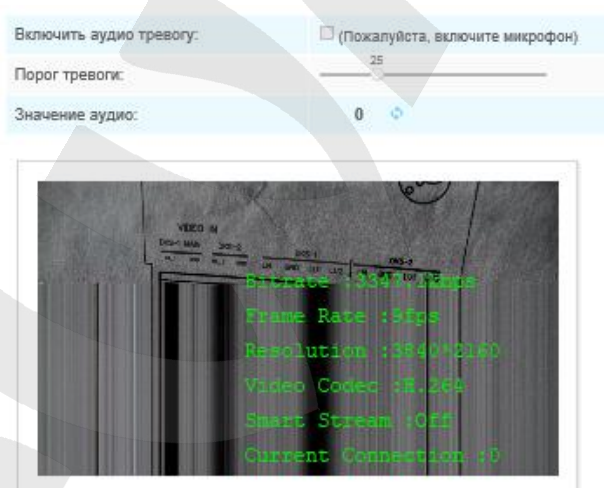 Включить аудио тревогу:
(Пожалуйста, включите микрофон)
Порог тревоги:
25
Значение аудио:
0
VIDEO IN
Bitrate :3347.1kbps
Frame Rate :9fps
Resolution :3840*2160
Video Codec :H.264
Smart Stream :Off
Current Connection :0